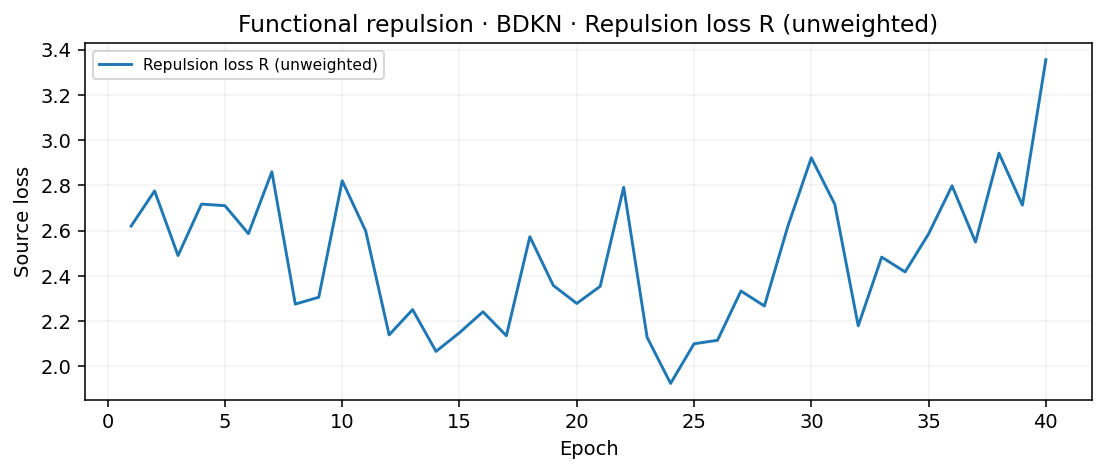 Functional repulsion · BDKN · Repulsion loss R (unweighted)
Repulsion loss R (unweighted)
3.4
3.2
3.0
2.8
2.6
2.4
2.2
2.0
Source loss
0 5 10 15 20 25 30 35 40
Epoch